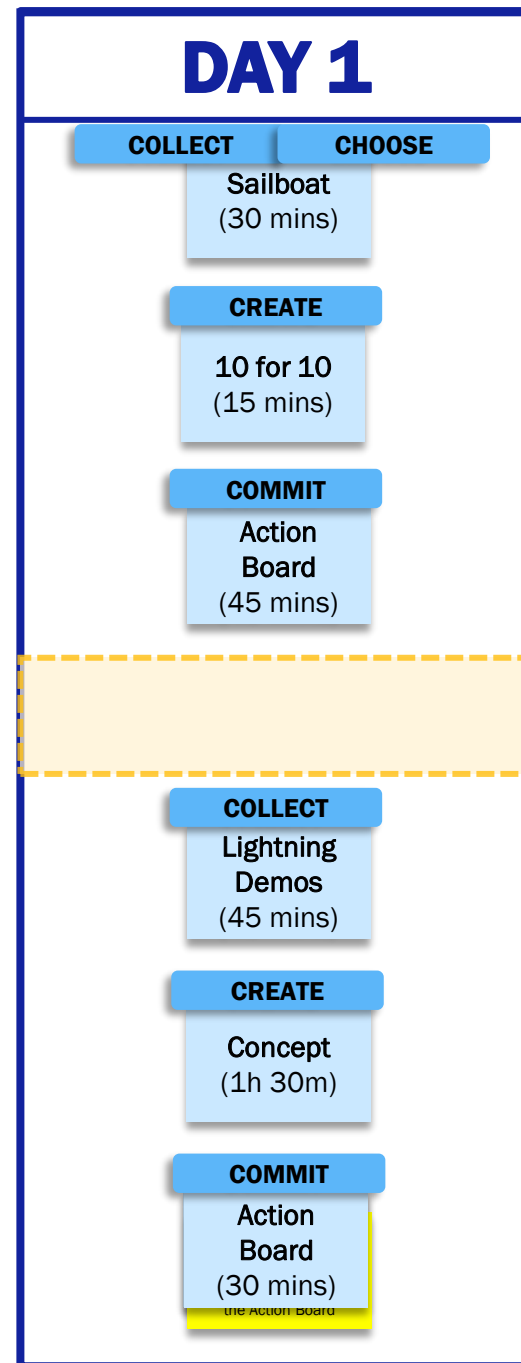 DAY 1
COLLECT CHOOSE
Sailboat
(30 mins)
CREATE
10 for 10
(15 mins)
COMMIT
Action
Board
(45 mins)
COLLECT
Lightning
Demos
(45 mins)
CREATE
Concept
(1h 30m)
COMMIT
Action
Board
(30 mins)
the Action Board